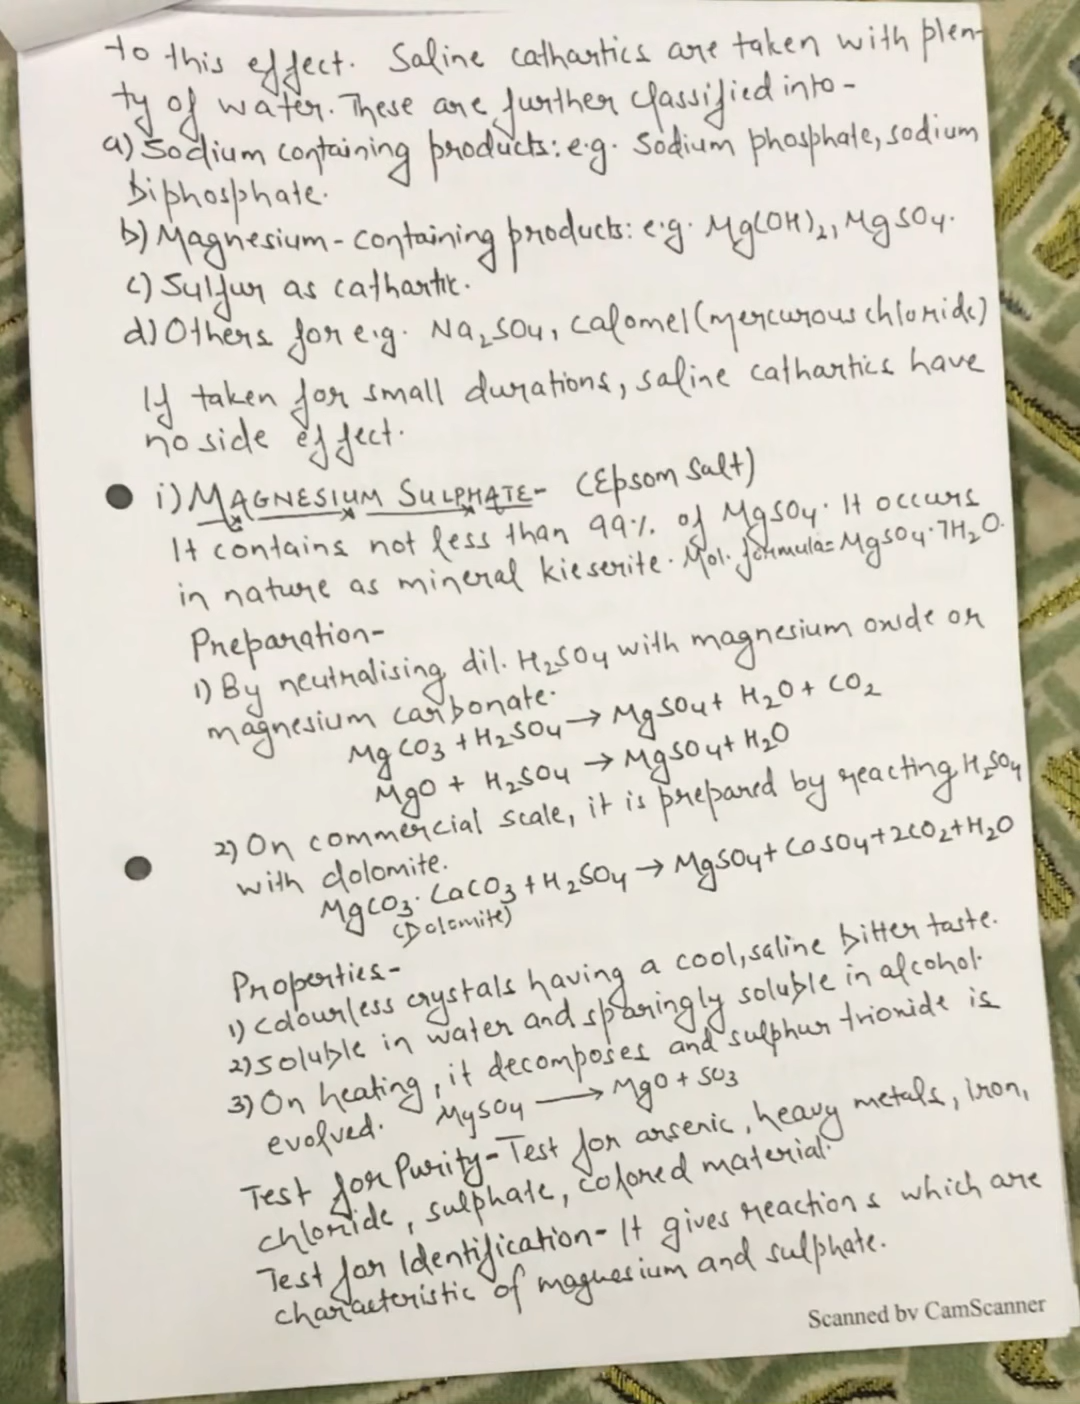 to this effect. Saline cathartics are taken with plen-
ty of water. These are further classified into -
a) Sodium containing products: e.g. Sodium phosphate, sodium
biphosphate.
b) Magnesium-containing products: e.g. Mg(OH)₂, MgSO₄.
c) Sulfur as cathartic.
d) Others for e.g. Na₂SO₄, calomel (mercurous chloride)
If taken for small durations, saline cathartics have
no side effect.
i) MAGNESIUM SULPHATE- (Epsom Salt)
It contains not less than 99% of MgSO₄. It occurs
in nature as mineral kieserite. Mol. formula= MgSO₄.7H₂O.
Preparation-
1) By neutralising dil. H₂SO₄ with magnesium oxide or
magnesium carbonate.
MgCO₃ + H₂SO₄ → MgSO₄ + H₂O + CO₂
MgO + H₂SO₄ → MgSO₄ + H₂O
2) On commercial scale, it is prepared by reacting H₂SO₄
with dolomite.
MgCO₃. CaCO₃ + H₂SO₄ → MgSO₄ + CaSO₄ + 2CO₂ + H₂O
(Dolomite)
Properties-
1) Colourless crystals having a cool, saline bitter taste.
2) Soluble in water and sparingly soluble in alcohol.
3) On heating, it decomposes and sulphur trioxide is
evolved. MgSO₄ → MgO + SO₃
Test for Purity- Test for arsenic, heavy metals, iron,
chloride, sulphate, colored material.
Test for Identification- It gives reactions which are
characteristic of magnesium and sulphate.
Scanned by CamScanner